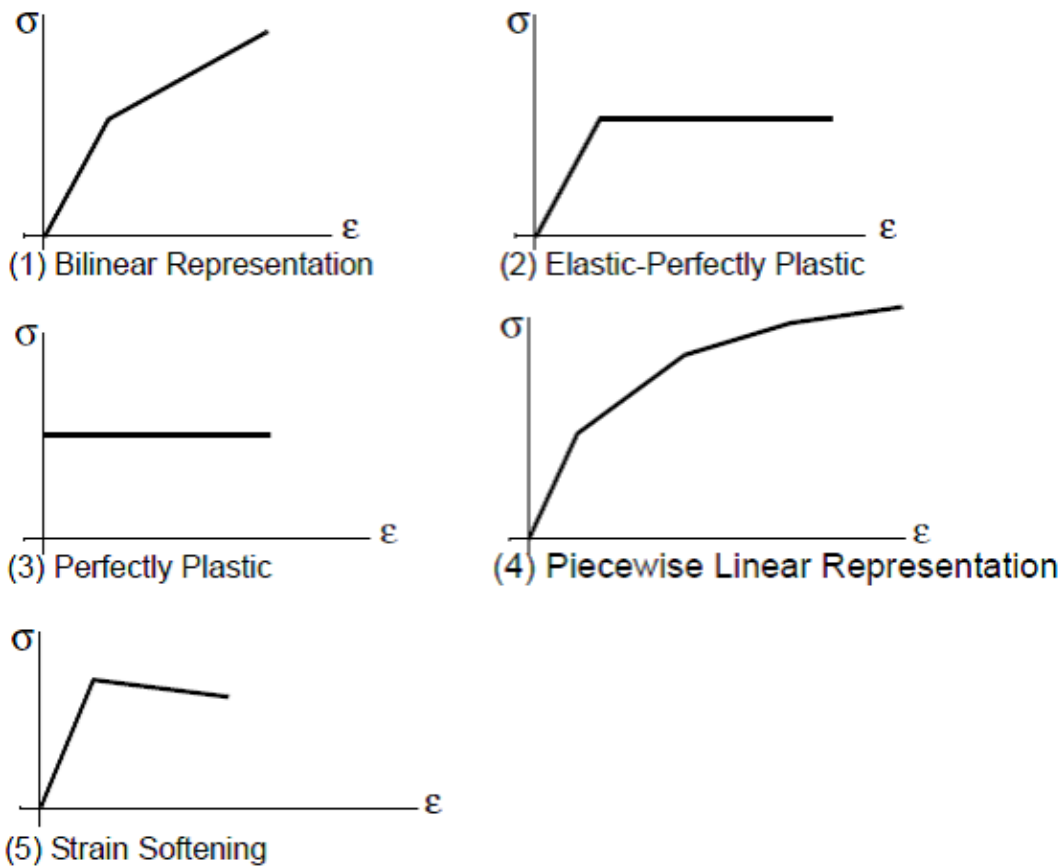 σ
ε
(1) Bilinear Representation
σ
ε
(2) Elastic-Perfectly Plastic
σ
ε
(3) Perfectly Plastic
σ
ε
(4) Piecewise Linear Representation
σ
ε
(5) Strain Softening